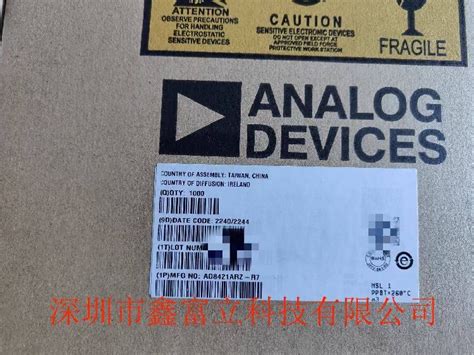 ATTENTION
OBSERVE PRECAUTIONS
FOR HANDLING
ELECTROSTATIC
SENSITIVE DEVICES
CAUTION
SENSITIVE ELECTRONIC DEVICES
DO NOT OPEN EXCEPT AT
APPROVED FIELD FORCE
PROTECTIVE WORK STATION
FRAGILE
ANALOG
DEVICES
COUNTRY OF ASSEMBLY: TAIWAN, CHINA
COUNTRY OF DIFFUSION: IRELAND
(Q)QTY: 1000
(9D)DATE CODE: 2240/2244
(1T)LOT NUM
RoHS
(1P)MFG NO: AD8421ARZ-R7
MSL 1
PPBT=260°C
深圳市鑫富立科技有限公司